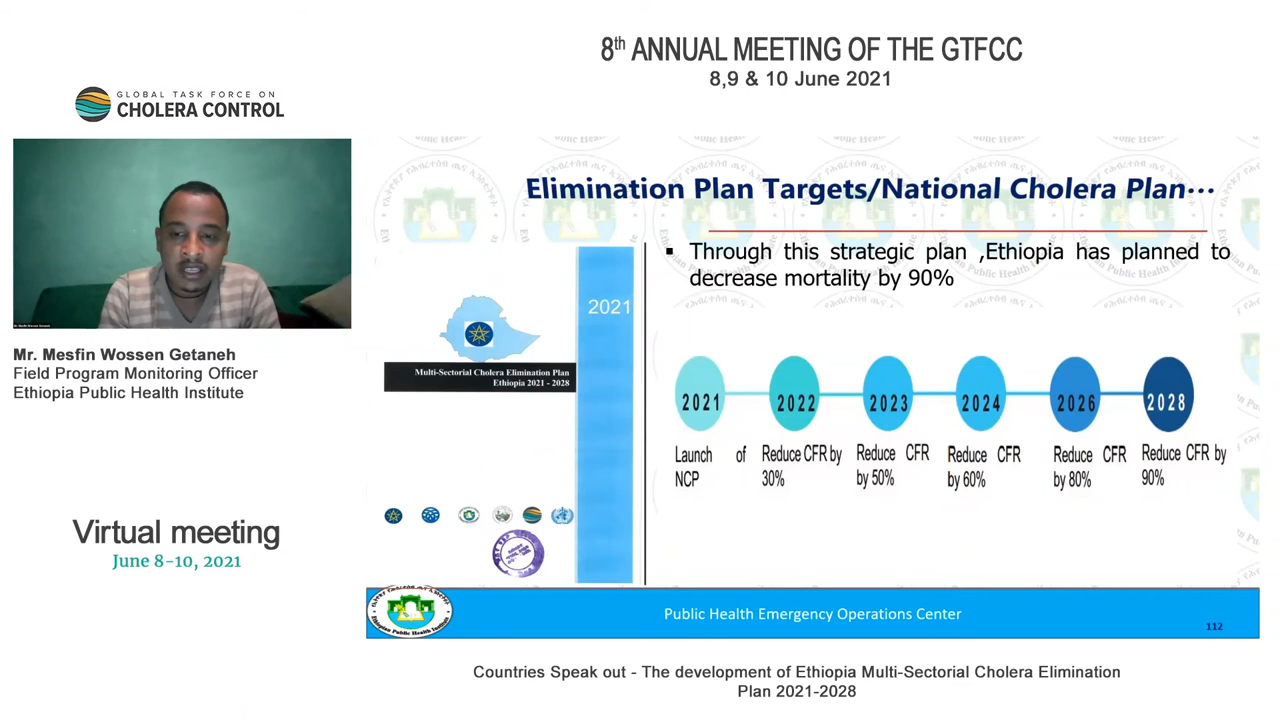 8th ANNUAL MEETING OF THE GTFCC
8,9 & 10 June 2021
GLOBAL TASK FORCE ON
CHOLERA CONTROL
Mr. Mesfin Wossen Getaneh
Field Program Monitoring Officer
Ethiopia Public Health Institute
Virtual meeting
June 8-10, 2021
Elimination Plan Targets/National Cholera Plan···
2021
Multi-Sectorial Cholera Elimination Plan
Ethiopia 2021 - 2028
▪ Through this strategic plan ,Ethiopia has planned to
decrease mortality by 90%
2021 2022 2023 2024 2026 2028
Launch of NCP
Reduce CFR by 30%
Reduce CFR by 50%
Reduce CFR by 60%
Reduce CFR by 80%
Reduce CFR by 90%
Public Health Emergency Operations Center
112
Countries Speak out - The development of Ethiopia Multi-Sectorial Cholera Elimination
Plan 2021-2028